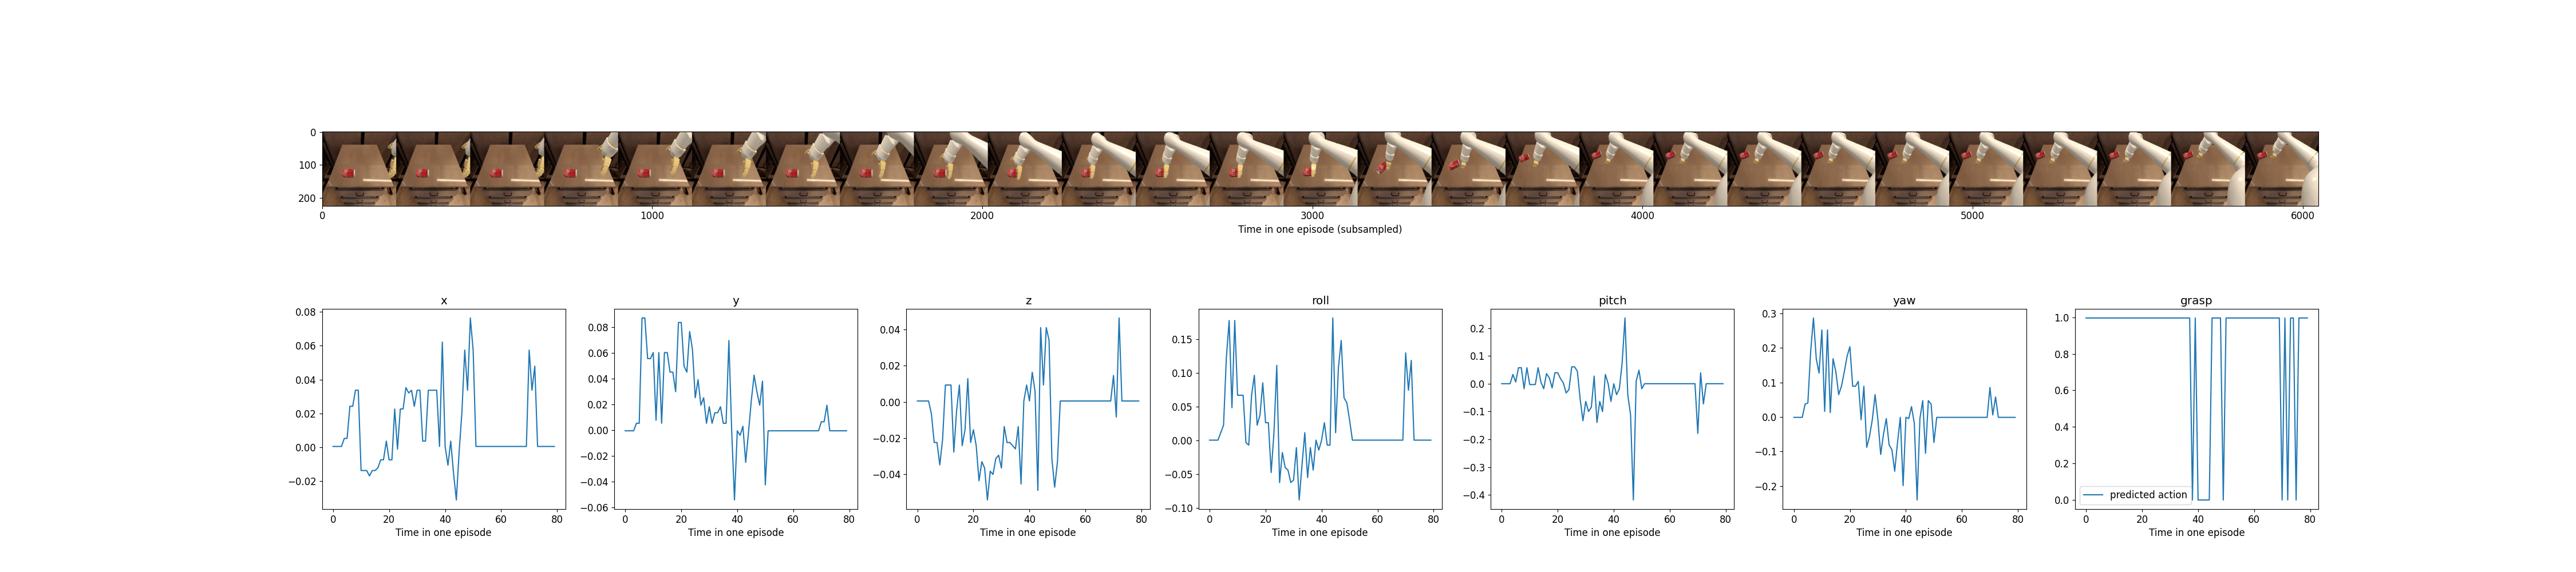 0
100
200
0 1000 2000 3000 4000 5000 6000
Time in one episode (subsampled)
x
0.08
0.06
0.04
0.02
0.00
−0.02
0 20 40 60 80
Time in one episode
y
0.08
0.06
0.04
0.02
0.00
−0.02
−0.04
−0.06
0 20 40 60 80
Time in one episode
z
0.04
0.02
0.00
−0.02
−0.04
0 20 40 60 80
Time in one episode
roll
0.15
0.10
0.05
0.00
−0.05
−0.10
0 20 40 60 80
Time in one episode
pitch
0.2
0.1
0.0
−0.1
−0.2
−0.3
−0.4
0 20 40 60 80
Time in one episode
yaw
0.3
0.2
0.1
0.0
−0.1
−0.2
0 20 40 60 80
Time in one episode
grasp
1.0
0.8
0.6
0.4
0.2
0.0
predicted action
0 20 40 60 80
Time in one episode